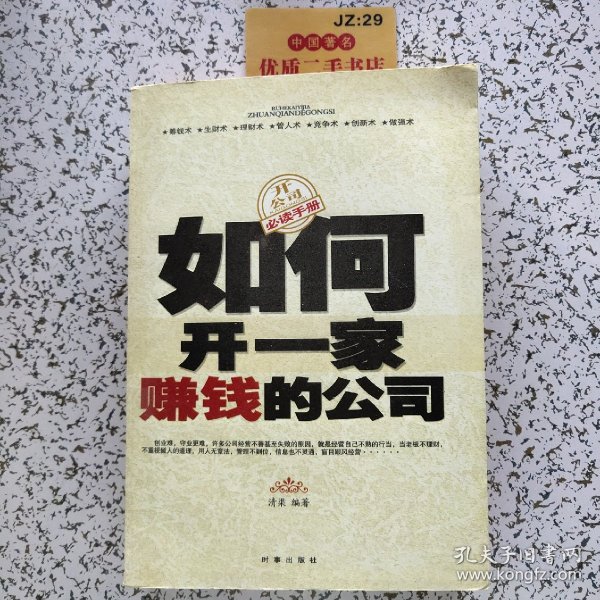 JZ:29
中国著名
优质二手书店
RUHEKAIYIJIA
ZHUANQIANDEGONGSI
★筹钱术 ★生财术 ★理财术 ★管人术 ★竞争术 ★创新术 ★做强术
开
公司
必读手册
如何
开一家
赚钱的公司
创业难，守业更难，许多公司经营不善甚至失败的原因，就是经营自己不熟的行当，当老板不理财，
不重视留人的道理，用人无章法，管理不到位，信息也不灵通，盲目跟风经营······
清渠 编著
时事出版社
孔夫子旧书网
www.kongfz.com